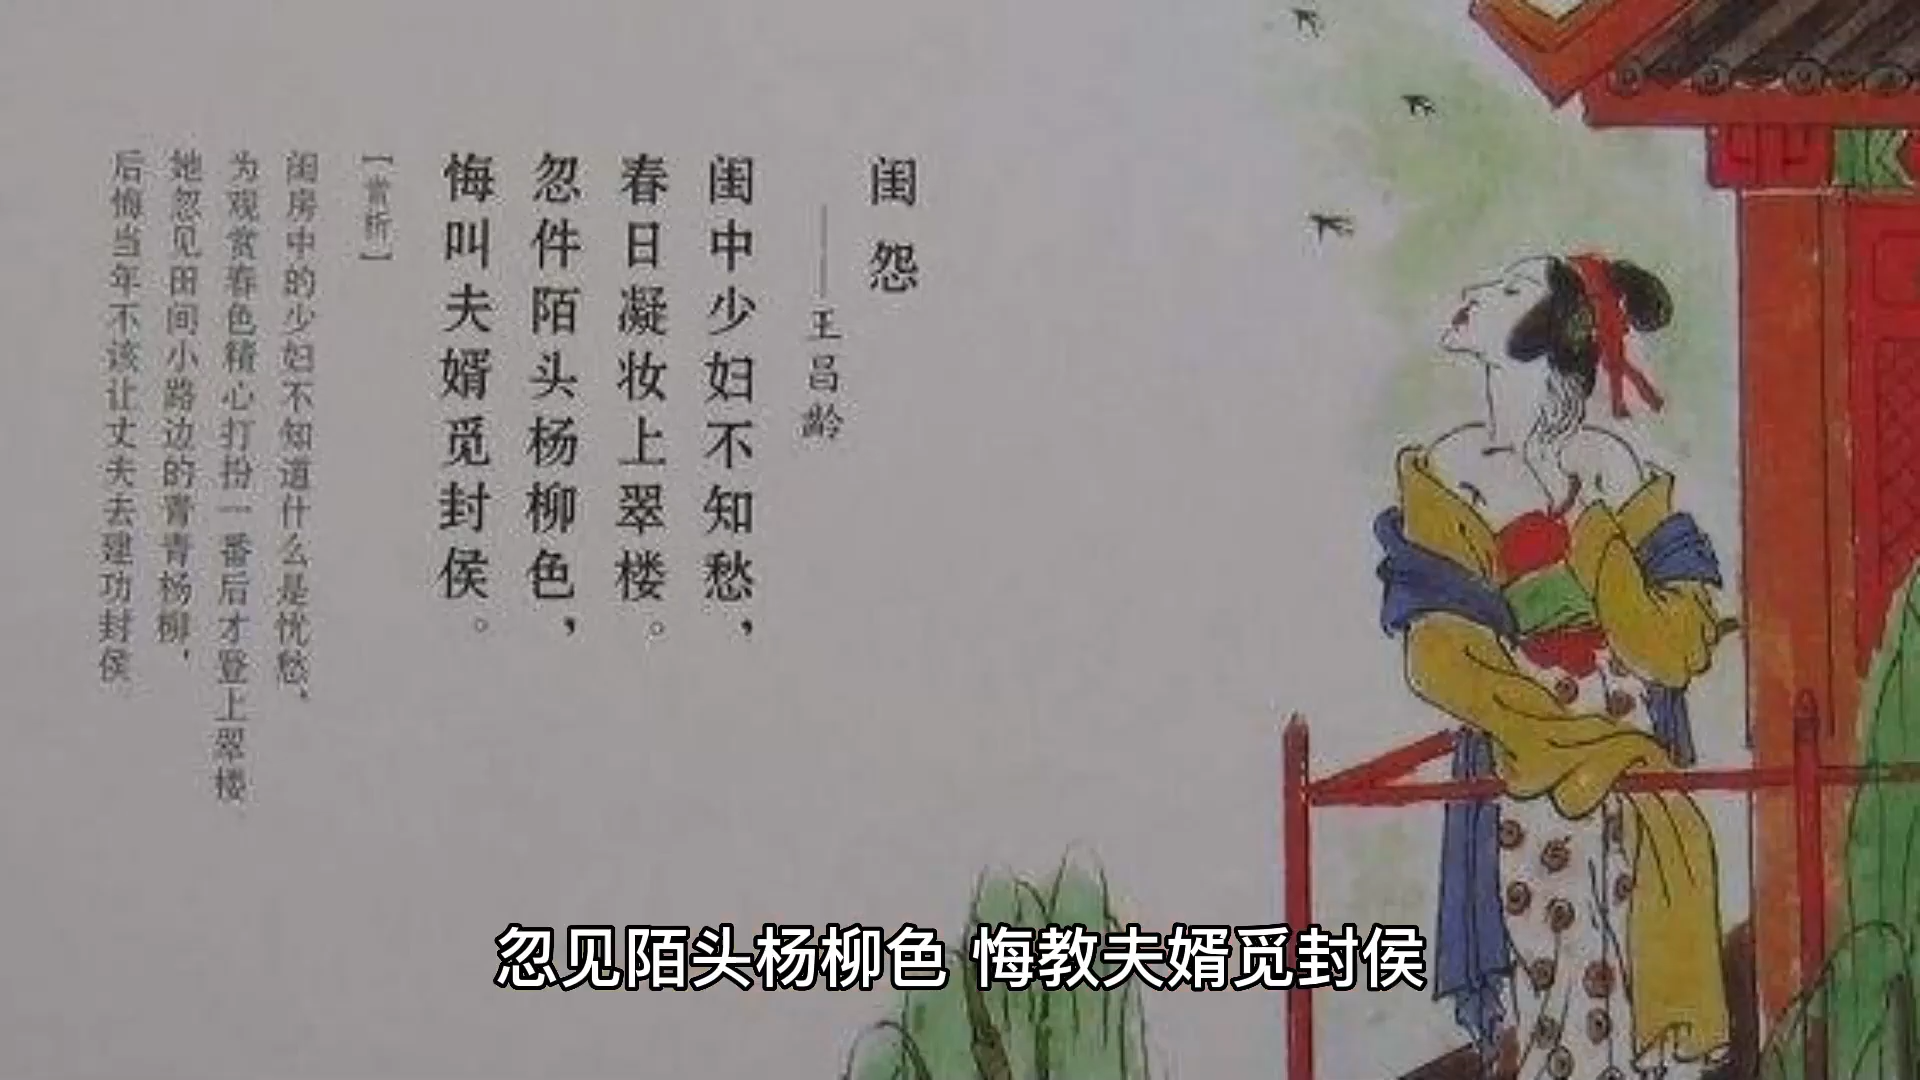 闺怨
——王昌龄
闺中少妇不知愁，
春日凝妆上翠楼。
忽件陌头杨柳色，
悔叫夫婿觅封侯。
【赏析】
闺房中的少妇不知道什么是忧愁，
为观赏春色精心打扮一番后才登上翠楼。
她忽见田间小路边的青青杨柳，
后悔当年不该让丈夫去建功封侯。
忽见陌头杨柳色 悔教夫婿觅封侯